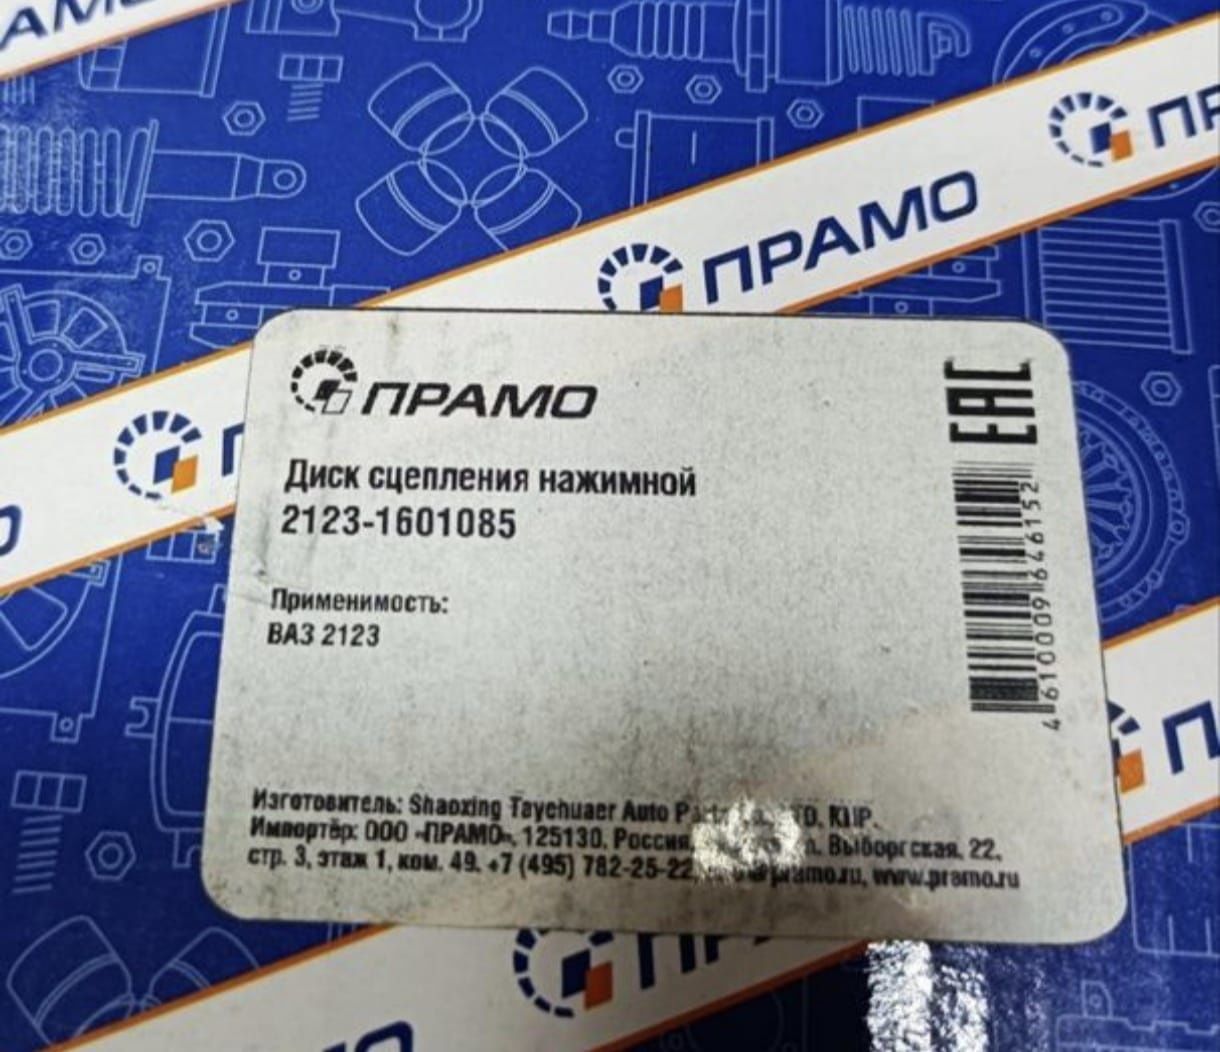 ПРАМО
ПРАМО
ПРАМО
Диск сцепления нажимной
2123-1601085
Применимость:
ВАЗ 2123
EAC
4610009646152
Изготовитель: Shaoxing Tayehuaer Auto КНР.
Импортёр: ООО «ПРАМО», 125130, Россия, Выборгская, 22,
стр. 3, этаж 1, ком. 49. +7 (495) 782-25-22, www.pramo.ru